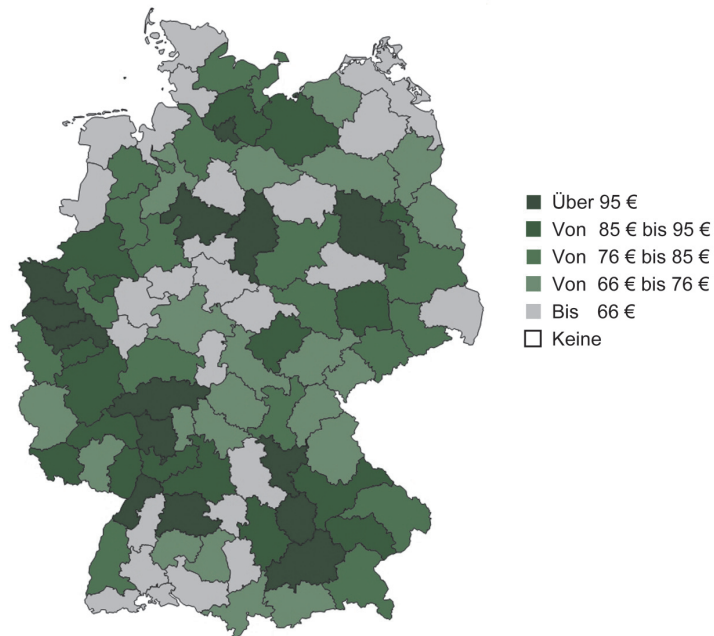 Über 95 €
Von 85 € bis 95 €
Von 76 € bis 85 €
Von 66 € bis 76 €
Bis 66 €
Keine